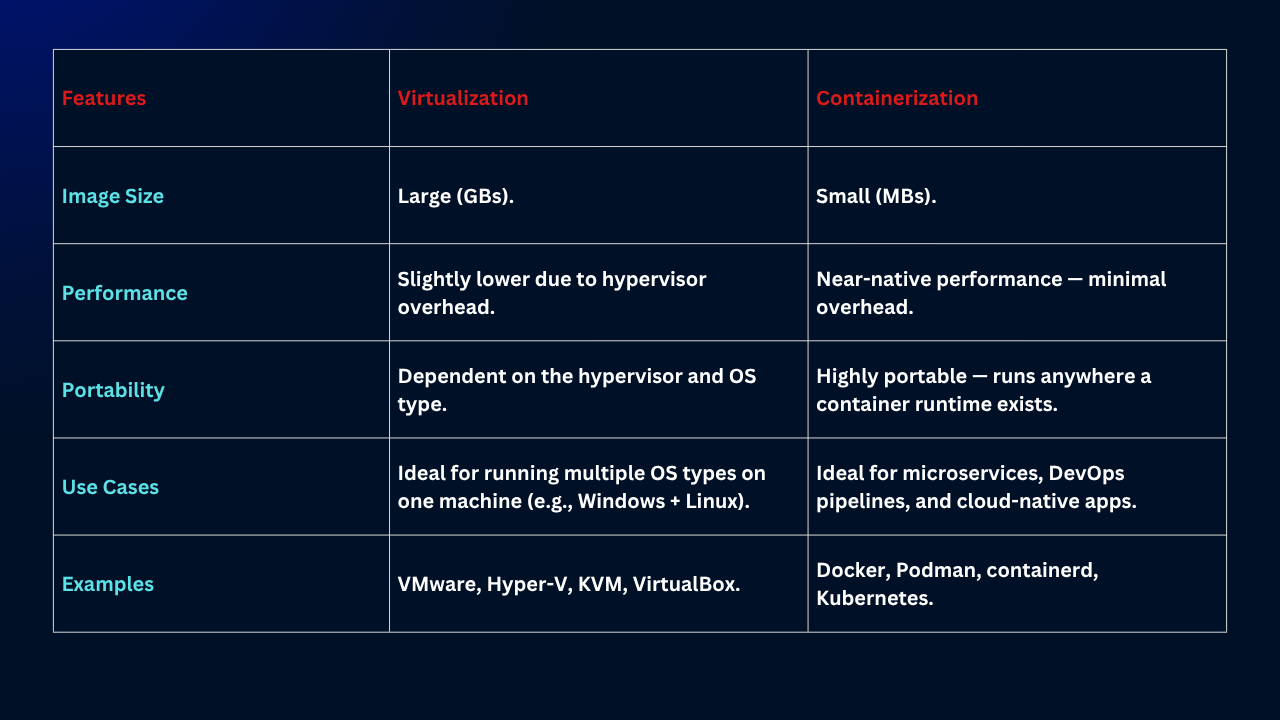 Features
Virtualization
Containerization
Image Size
Large (GBs).
Small (MBs).
Performance
Slightly lower due to hypervisor
overhead.
Near-native performance — minimal
overhead.
Portability
Dependent on the hypervisor and OS
type.
Highly portable — runs anywhere a
container runtime exists.
Use Cases
Ideal for running multiple OS types on
one machine (e.g., Windows + Linux).
Ideal for microservices, DevOps
pipelines, and cloud-native apps.
Examples
VMware, Hyper-V, KVM, VirtualBox.
Docker, Podman, containerd,
Kubernetes.